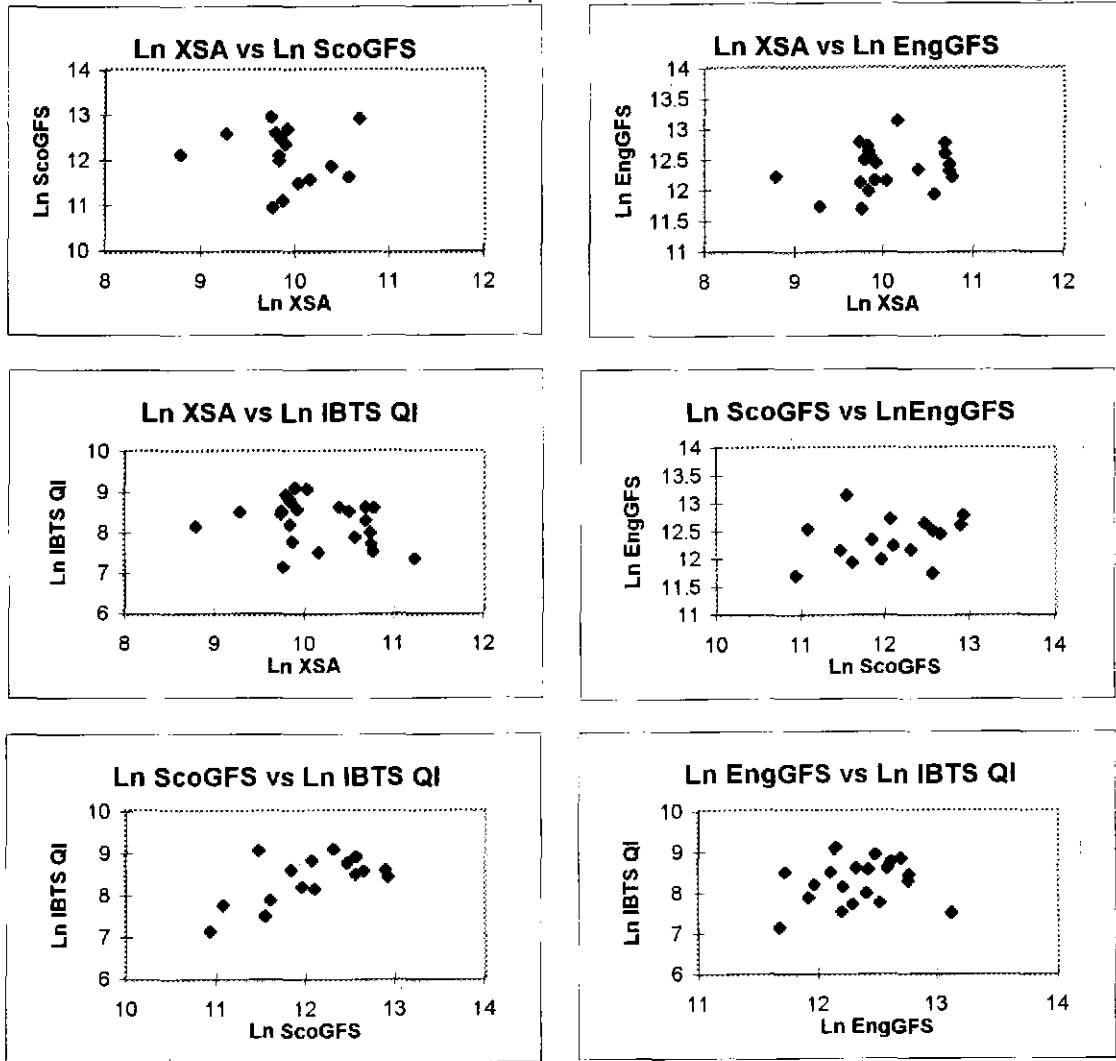 Ln XSA vs Ln ScoGFS
Ln ScoGFS
14
13
12
11
10
8 9 10 11 12
Ln XSA
Ln XSA vs Ln EngGFS
Ln EngGFS
14
13.5
13
12.5
12
11.5
11
8 9 10 11 12
Ln XSA
Ln XSA vs Ln IBTS QI
Ln IBTS QI
10
9
8
7
6
8 9 10 11 12
Ln XSA
Ln ScoGFS vs LnEngGFS
Ln EngGFS
14
13.5
13
12.5
12
11.5
11
10 11 12 13 14
Ln ScoGFS
Ln ScoGFS vs Ln IBTS QI
Ln IBTS QI
10
9
8
7
6
10 11 12 13 14
Ln ScoGFS
Ln EngGFS vs Ln IBTS QI
Ln IBTS QI
10
9
8
7
6
11 12 13 14
Ln EngGFS